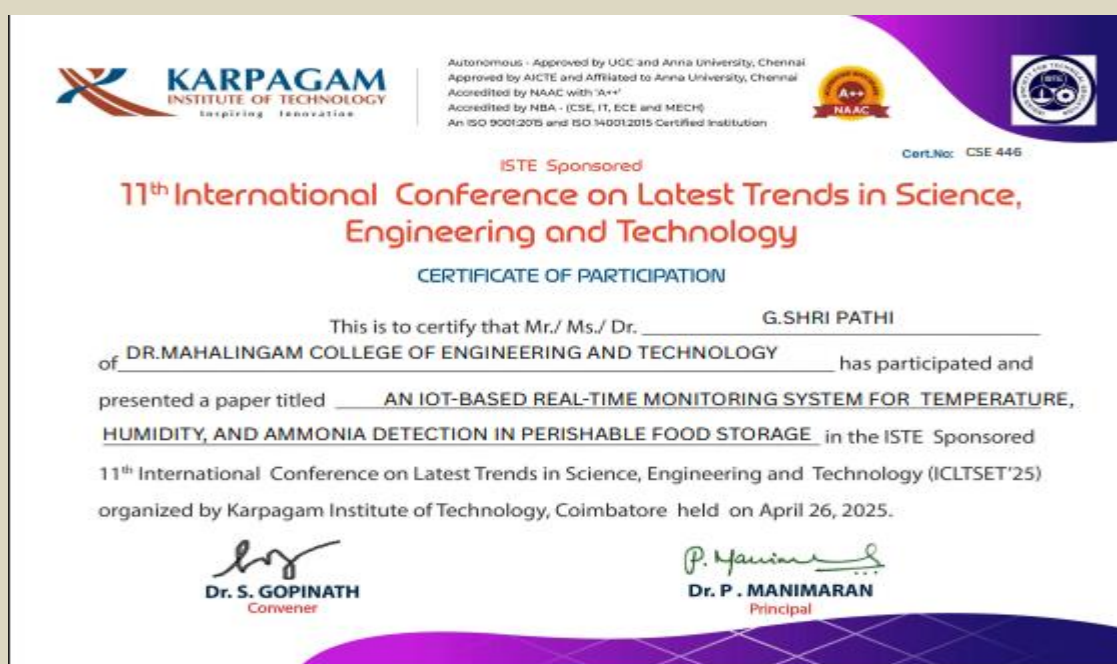 KARPAGAM
INSTITUTE OF TECHNOLOGY
Inspiring Innovation
Autonomous - Approved by UGC and Anna University, Chennai
Approved by AICTE and Affiliated to Anna University, Chennai
Accredited by NAAC with 'A++'
Accredited by NBA - (CSE, IT, ECE and MECH)
An ISO 9001:2015 and ISO 14001:2015 Certified Institution
A++
NAAC
ISTE
Cert.No: CSE 446
ISTE Sponsored
11th International Conference on Latest Trends in Science,
Engineering and Technology
CERTIFICATE OF PARTICIPATION
This is to certify that Mr./ Ms./ Dr. G.SHRI PATHI
of DR.MAHALINGAM COLLEGE OF ENGINEERING AND TECHNOLOGY has participated and
presented a paper titled AN IOT-BASED REAL-TIME MONITORING SYSTEM FOR TEMPERATURE,
HUMIDITY, AND AMMONIA DETECTION IN PERISHABLE FOOD STORAGE in the ISTE Sponsored
11th International Conference on Latest Trends in Science, Engineering and Technology (ICLTSET'25)
organized by Karpagam Institute of Technology, Coimbatore held on April 26, 2025.
Dr. S. GOPINATH
Convener
Dr. P . MANIMARAN
Principal